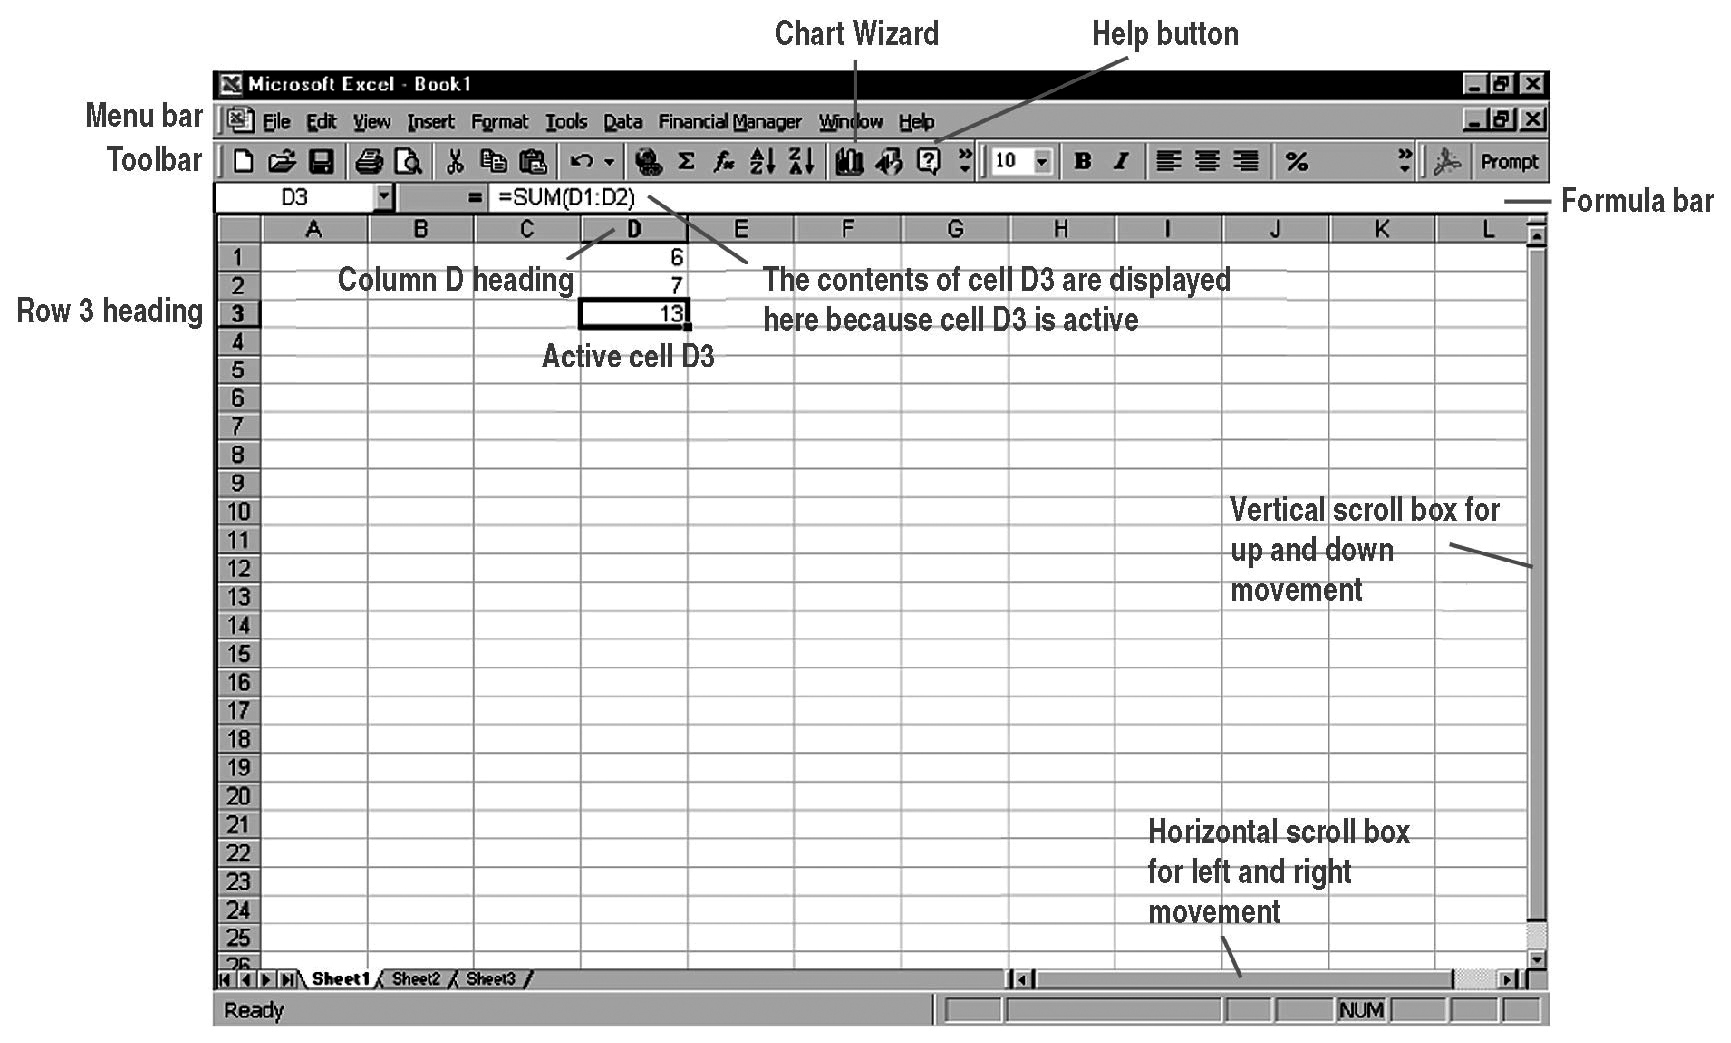 Chart Wizard
Help button
Microsoft Excel - Book1
Menu bar
File Edit View Insert Format Tools Data Financial Manager Window Help
Toolbar
10 B I % Prompt
D3 = =SUM(D1:D2)
Formula bar
A B C D E F G H I J K L
1 6
Column D heading
The contents of cell D3 are displayed
2 7
Row 3 heading
3 13
here because cell D3 is active
4
Active cell D3
5
6
7
8
9
10
Vertical scroll box for
11
up and down
12
13
movement
14
15
16
17
18
19
20
21
Horizontal scroll box
22
for left and right
23
24
movement
25
26
Sheet1 Sheet2 Sheet3
Ready NUM